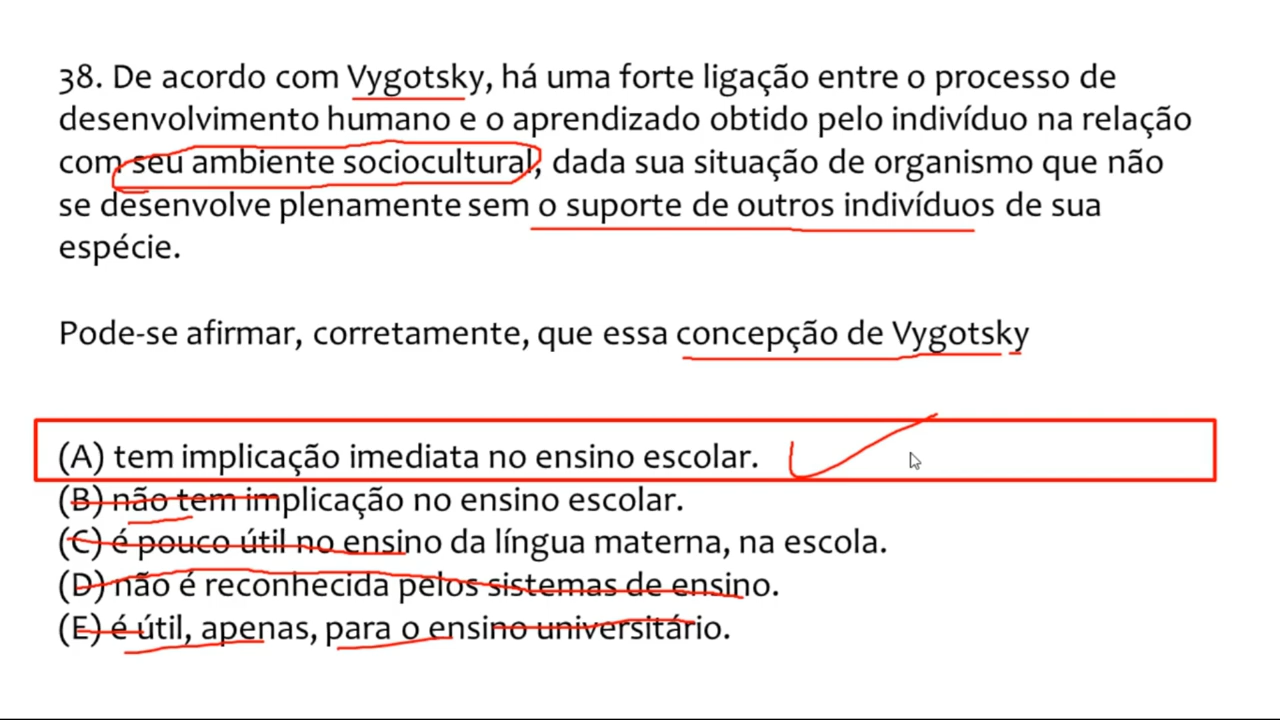 38. De acordo com Vygotsky, há uma forte ligação entre o processo de
desenvolvimento humano e o aprendizado obtido pelo indivíduo na relação
com seu ambiente sociocultural, dada sua situação de organismo que não
se desenvolve plenamente sem o suporte de outros indivíduos de sua
espécie.
Pode-se afirmar, corretamente, que essa concepção de Vygotsky
(A) tem implicação imediata no ensino escolar.
(B) não tem implicação no ensino escolar.
(C) é pouco útil no ensino da língua materna, na escola.
(D) não é reconhecida pelos sistemas de ensino.
(E) é útil, apenas, para o ensino universitário.